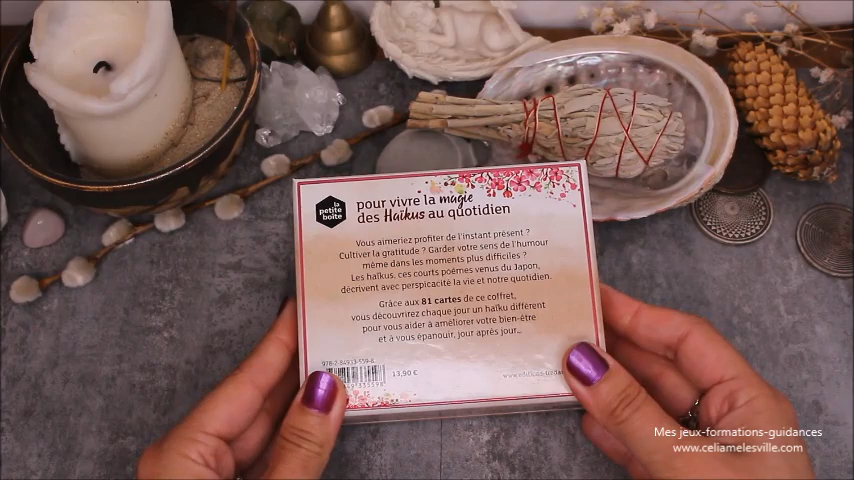 la
petite
boîte
pour vivre la magie
des Haïkus au quotidien
Vous aimeriez profiter de l'instant présent ?
Cultiver la gratitude ? Garder votre sens de l'humour
même dans les moments plus difficiles ?
Les haïkus, ces courts poèmes venus du Japon,
décrivent avec perspicacité la vie et notre quotidien.
Grâce aux 81 cartes de ce coffret,
vous découvrirez chaque jour un haïku différent
pour vous aider à améliorer votre bien-être
et à vous épanouir, jour après jour...
13,90 €
Mes jeux-formations-guidances
www.celiamelesville.com